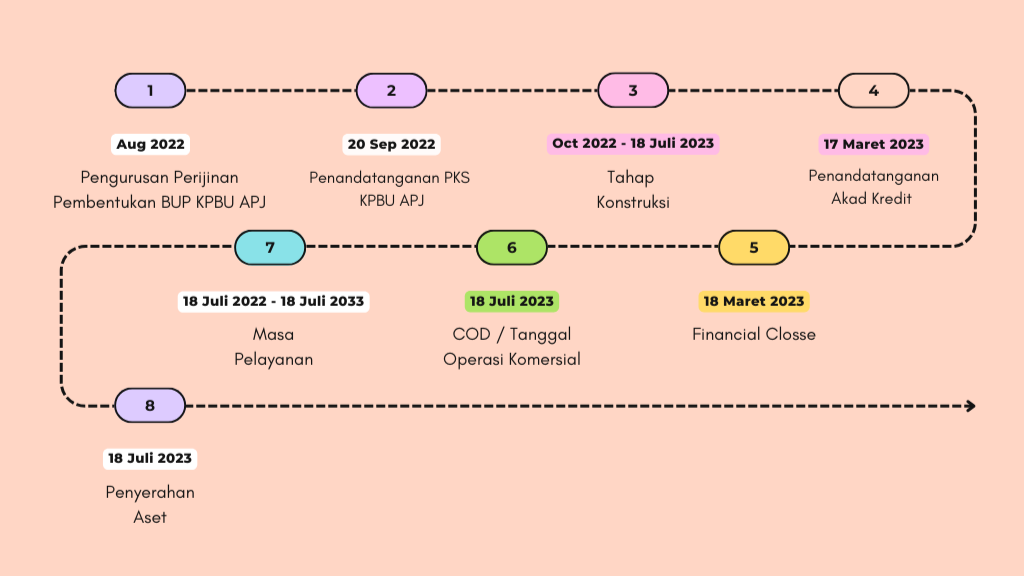 1
Aug 2022
Pengurusan Perijinan
Pembentukan BUP KPBU APJ
2
20 Sep 2022
Penandatanganan PKS
KPBU APJ
3
Oct 2022 - 18 Juli 2023
Tahap
Konstruksi
4
17 Maret 2023
Penandatanganan
Akad Kredit
5
18 Maret 2023
Financial Closse
6
18 Juli 2023
COD / Tanggal
Operasi Komersial
7
18 Juli 2022 - 18 Juli 2033
Masa
Pelayanan
8
18 Juli 2023
Penyerahan
Aset